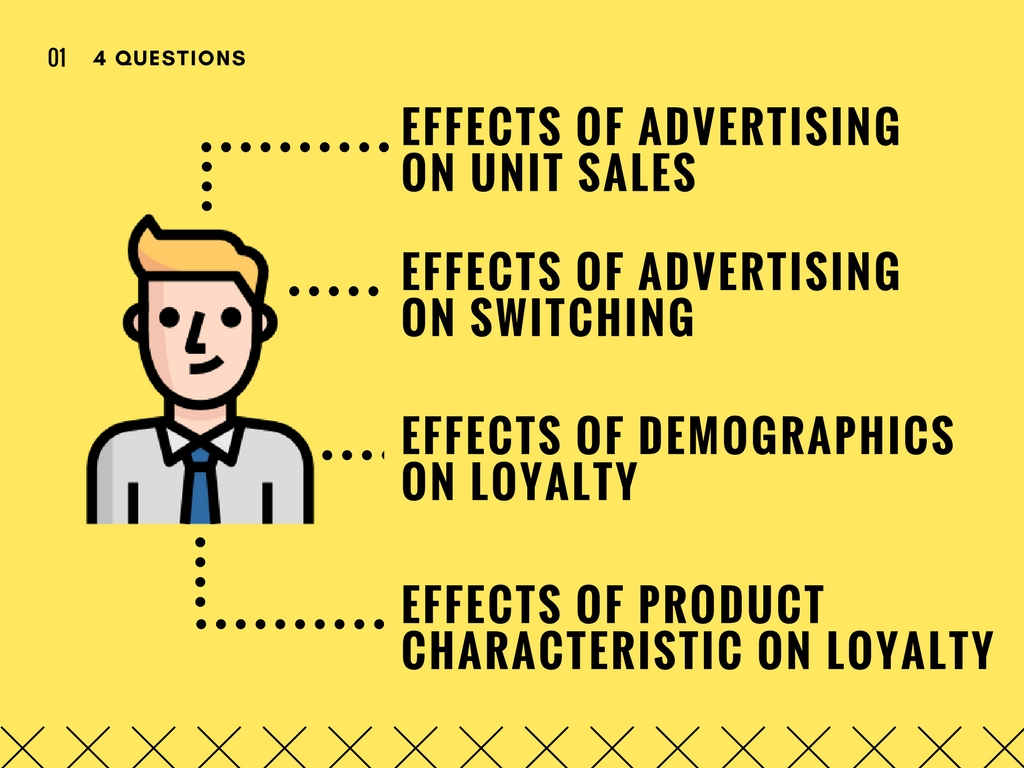 01 4 QUESTIONS
EFFECTS OF ADVERTISING
ON UNIT SALES
EFFECTS OF ADVERTISING
ON SWITCHING
EFFECTS OF DEMOGRAPHICS
ON LOYALTY
EFFECTS OF PRODUCT
CHARACTERISTIC ON LOYALTY